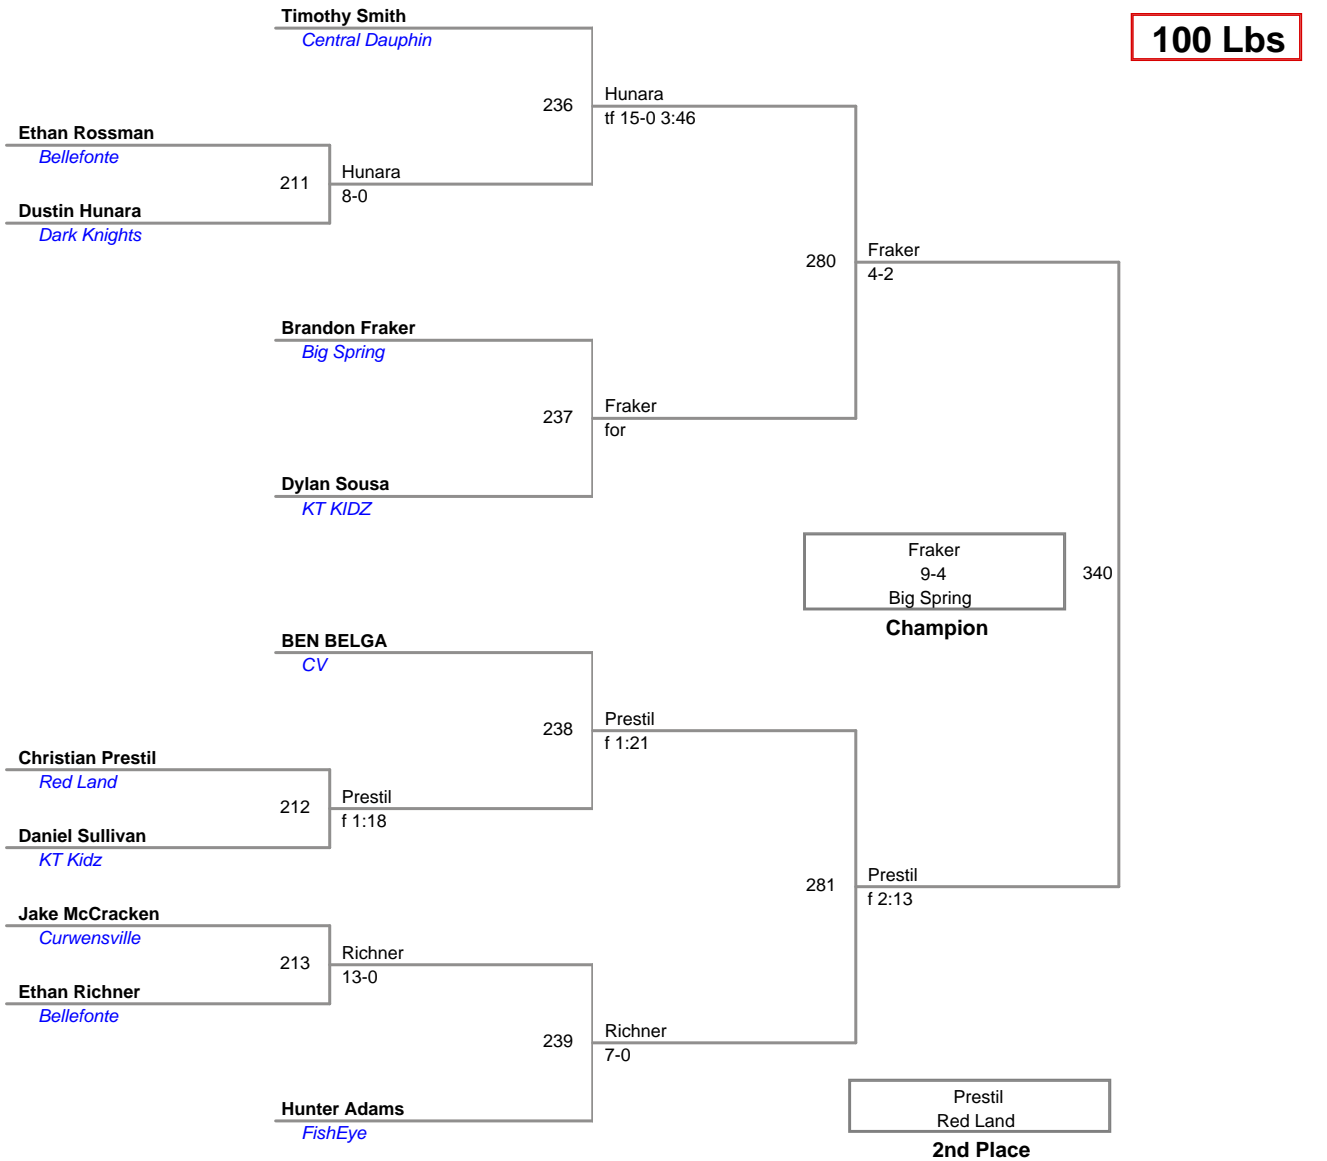 Timothy Smith
Central Dauphin
100 Lbs
236
Hunara
tf 15-0 3:46
Ethan Rossman
Bellefonte
211
Hunara
8-0
Dustin Hunara
Dark Knights
280
Fraker
4-2
Brandon Fraker
Big Spring
237
Fraker
for
Dylan Sousa
KT KIDZ
Fraker
9-4
Big Spring
Champion
340
BEN BELGA
CV
238
Prestil
f 1:21
Christian Prestil
Red Land
212
Prestil
f 1:18
Daniel Sullivan
KT Kidz
281
Prestil
f 2:13
Jake McCracken
Curwensville
213
Richner
13-0
Ethan Richner
Bellefonte
239
Richner
7-0
Hunter Adams
FishEye
Prestil
Red Land
2nd Place